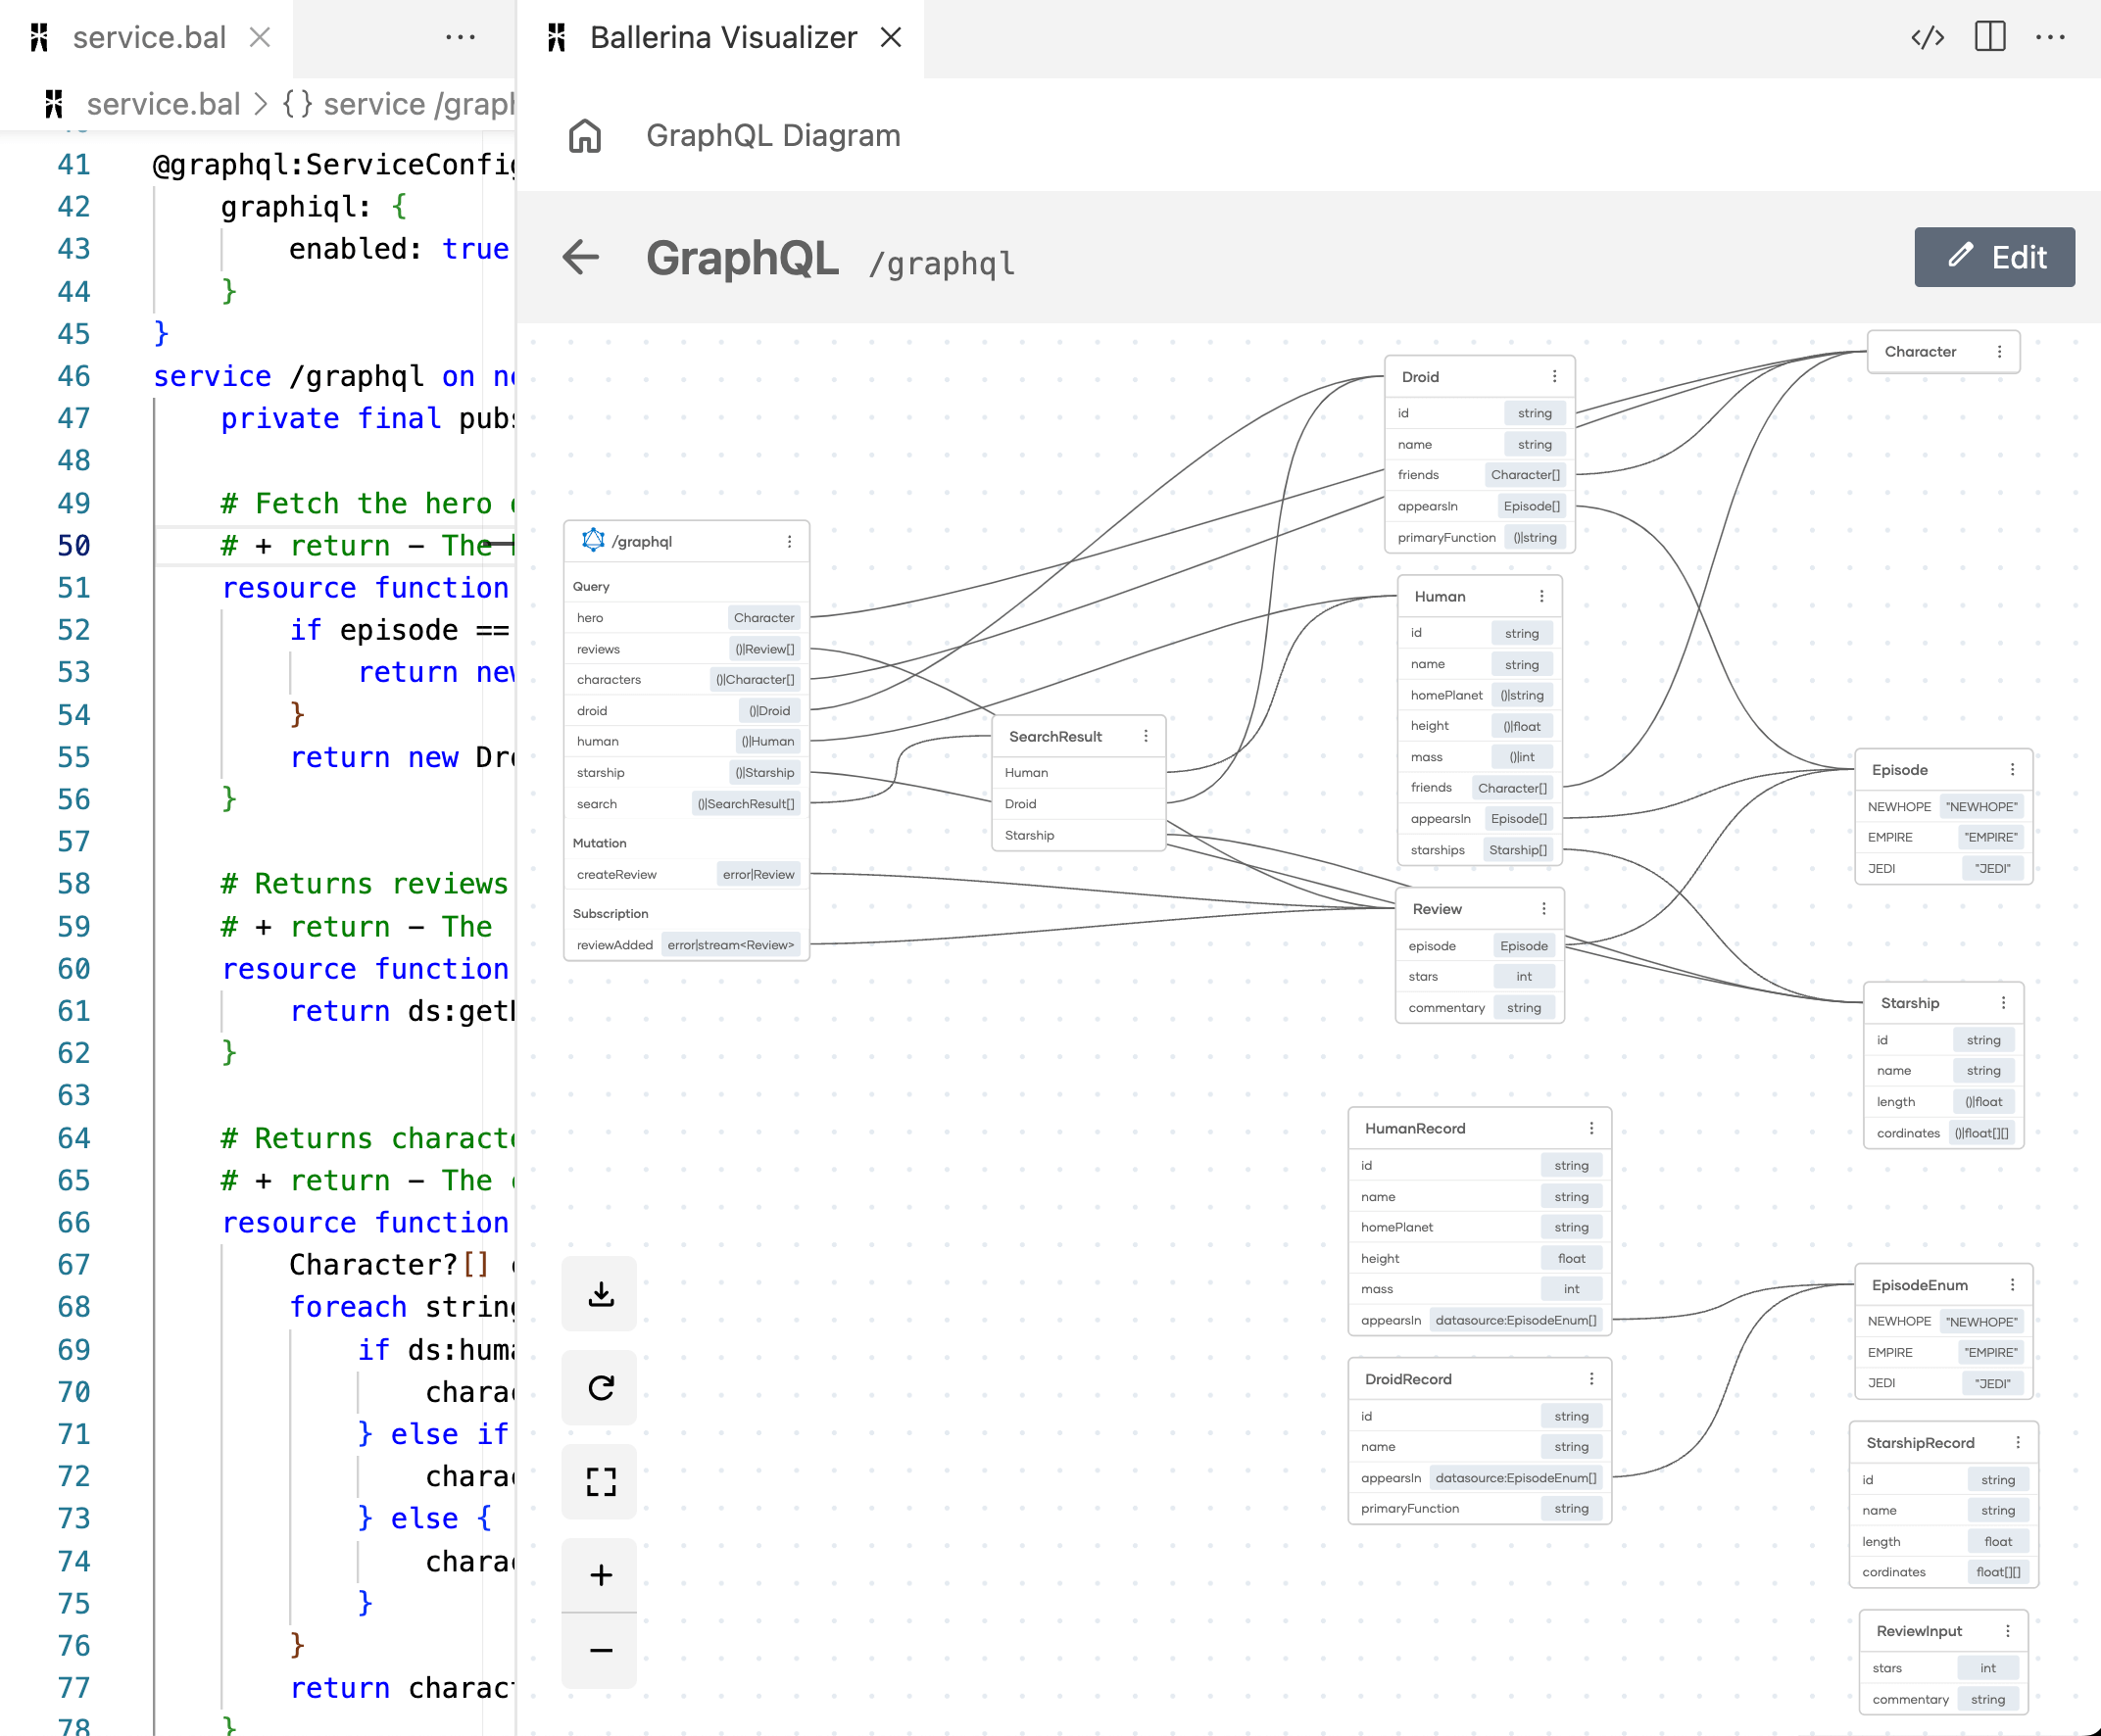 service.bal
Ballerina Visualizer
service.bal > {} service /graph
GraphQL Diagram
GraphQL /graphql
Edit
41 @graphql:ServiceConfig
42 graphiql: {
43 enabled: true
44 }
45 }
46 service /graphql on ne
47 private final pubs
48
49 # Fetch the hero
50 # + return - The
51 resource function
52 if episode ==
53 return new
54 }
55 return new Dro
56 }
57
58 # Returns reviews
59 # + return - The
60 resource function
61 return ds:getR
62 }
63
64 # Returns characte
65 # + return - The
66 resource function
67 Character?[]
68 foreach string
69 if ds:huma
70 charac
71 } else if
72 charac
73 } else {
74 charac
75 }
76 }
77 return charact
78 }
/graphql
Query
hero Character
reviews ()|Review[]
characters ()|Character[]
droid ()|Droid
human ()|Human
starship ()|Starship
search ()|SearchResult[]
Mutation
createReview error|Review
Subscription
reviewAdded error|stream<Review>
SearchResult
Human
Droid
Starship
Droid
id string
name string
friends Character[]
appearsIn Episode[]
primaryFunction ()|string
Human
id string
name string
homePlanet ()|string
height ()|float
mass ()|int
friends Character[]
appearsIn Episode[]
starships Starship[]
Review
episode Episode
stars int
commentary string
HumanRecord
id string
name string
homePlanet string
height float
mass int
appearsIn datasource:EpisodeEnum[]
DroidRecord
id string
name string
appearsIn datasource:EpisodeEnum[]
primaryFunction string
Character
Episode
NEWHOPE "NEWHOPE"
EMPIRE "EMPIRE"
JEDI "JEDI"
Starship
id string
name string
length ()|float
cordinates ()|float[][]
EpisodeEnum
NEWHOPE "NEWHOPE"
EMPIRE "EMPIRE"
JEDI "JEDI"
StarshipRecord
id string
name string
length float
cordinates float[][]
ReviewInput
stars int
commentary string